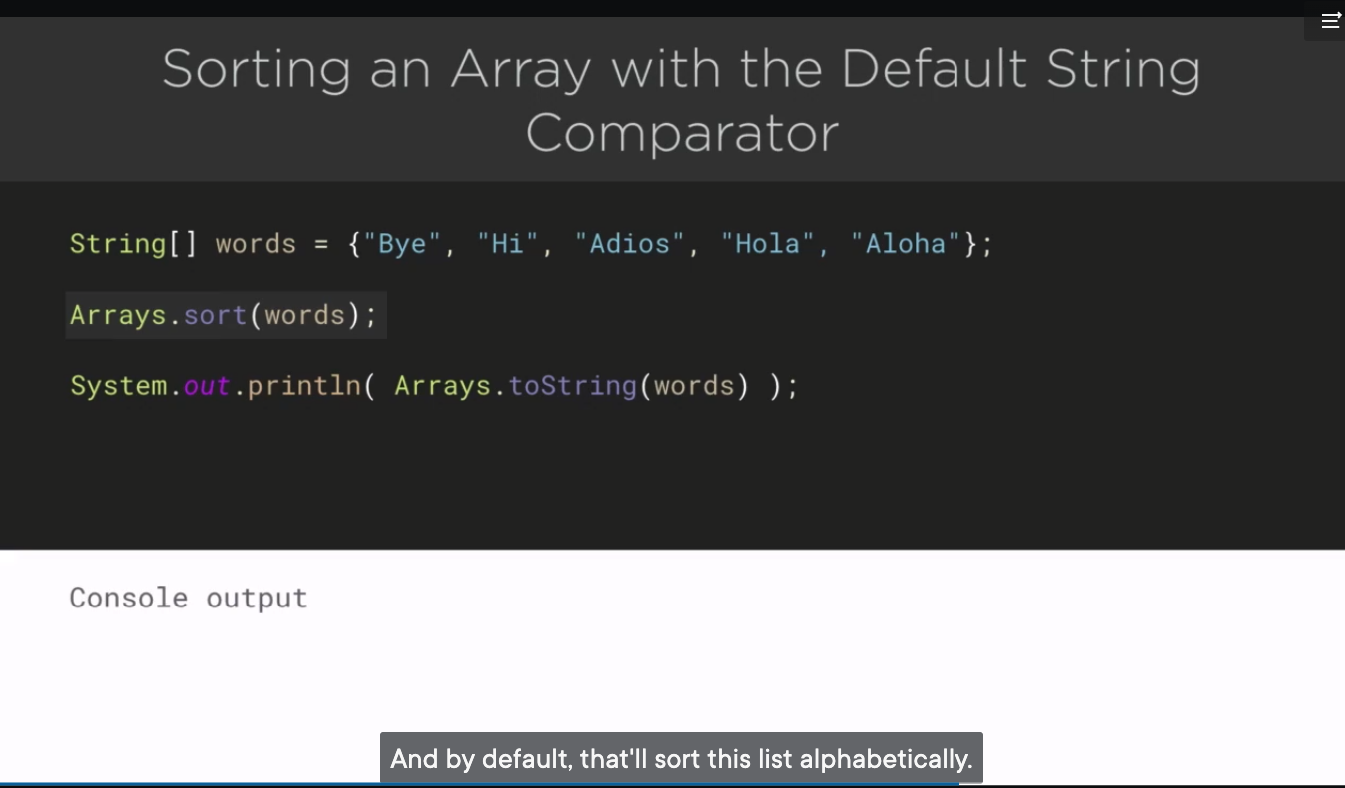 Sorting an Array with the Default String
Comparator
String[] words = {"Bye", "Hi", "Adios", "Hola", "Aloha"};
Arrays.sort(words);
System.out.println( Arrays.toString(words) );
Console output
And by default, that'll sort this list alphabetically.